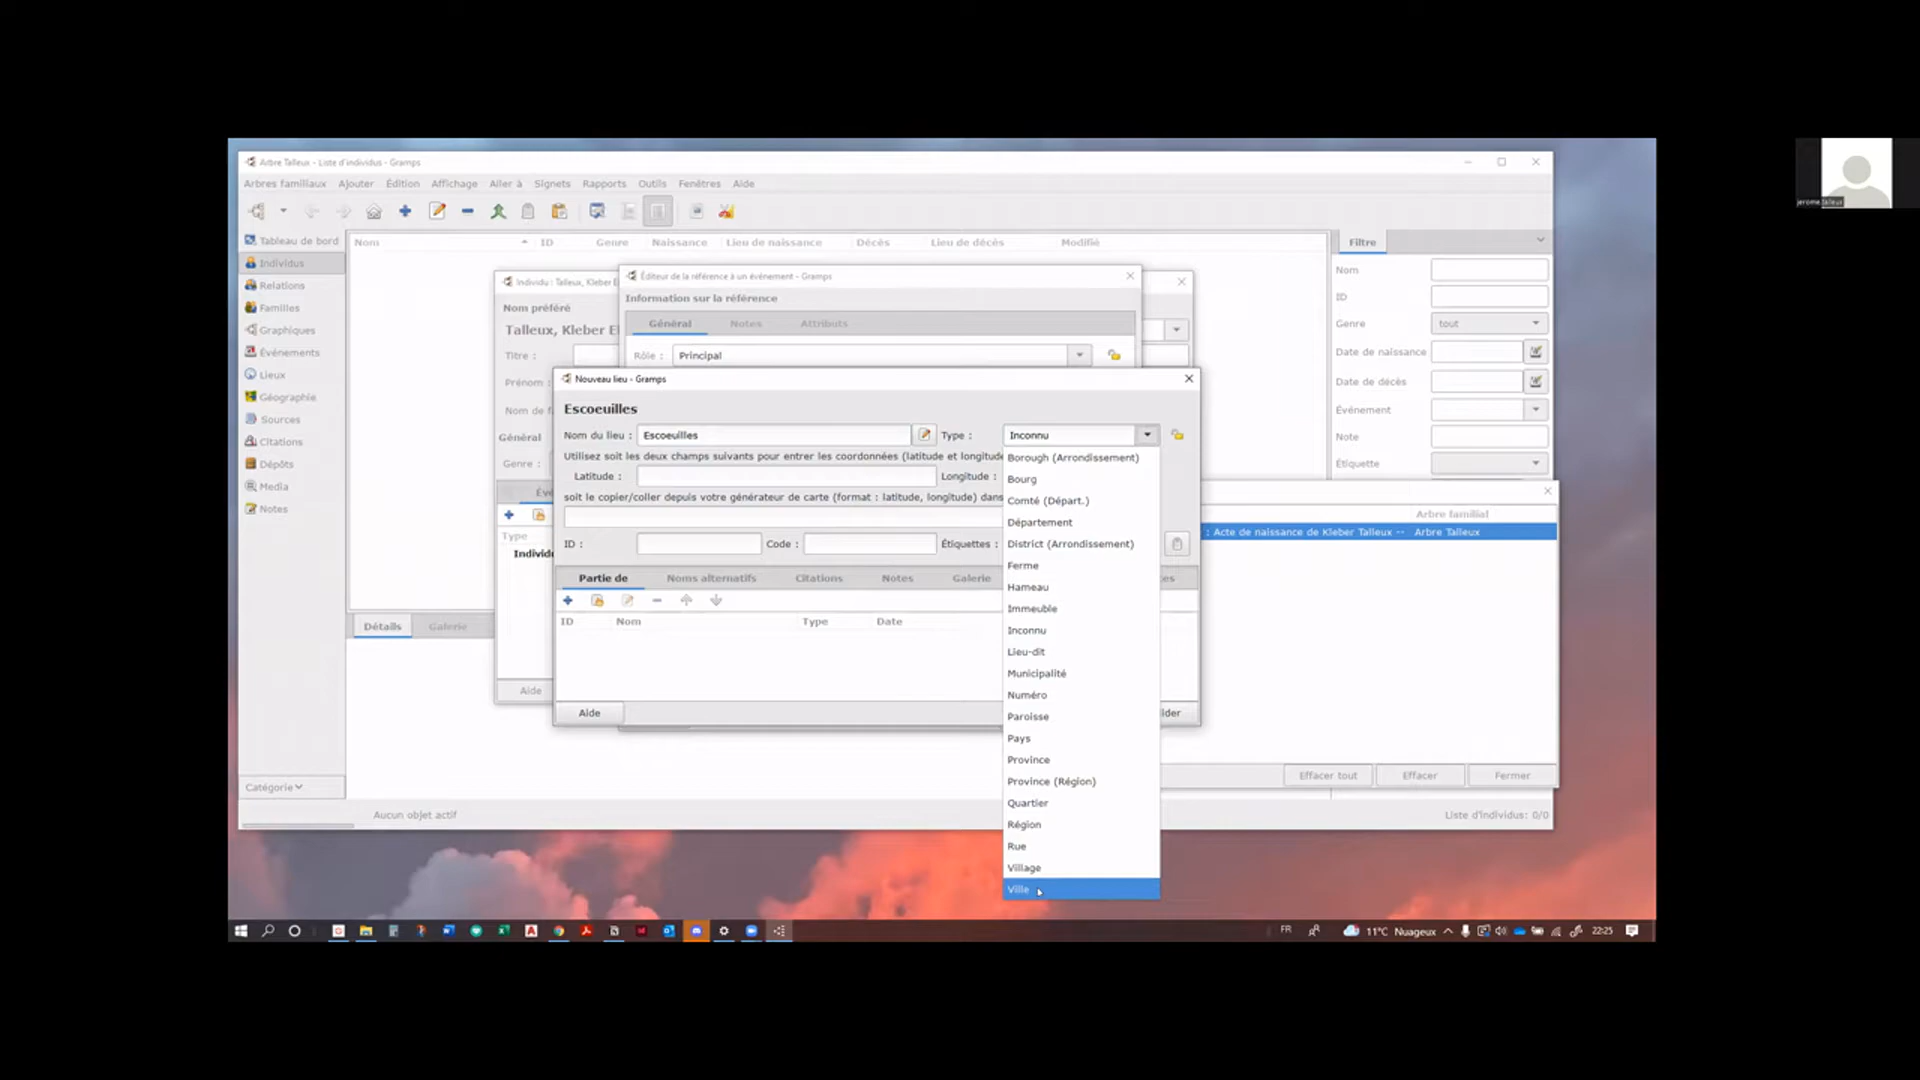 Arbre Talleux - Liste d'individus - Gramps
Arbres familiaux Ajouter Édition Affichage Aller à Signets Rapports Outils Fenêtres Aide
Tableau de bord
Individus
Relations
Familles
Graphiques
Événements
Lieux
Géographie
Sources
Citations
Dépôts
Media
Notes
Catégorie
Nom ID Genre Naissance Lieu de naissance Décès Lieu de décès Modifié
Filtre
Nom
ID
Genre tout
Date de naissance
Date de décès
Événement
Note
Étiquette
Individu : Talleux, Kleber
Nom préféré
Talleux, Kleber
Titre :
Prénom
Nom de
Général
Genre :
Type
Aide
Éditeur de la référence à un événement - Gramps
Information sur la référence
Général Notes Attributs
Rôle : Principal
Nouveau lieu - Gramps
Escoeuilles
Nom du lieu : Escoeuilles Type : Inconnu
Utilisez soit les deux champs suivants pour entrer les coordonnées (latitude et longitude
Latitude : Longitude :
soit le copier/coller depuis votre générateur de carte (format : latitude, longitude) dans
ID : Code : Étiquettes :
Partie de Noms alternatifs Citations Notes Galerie
ID Nom Type Date
Aide
Borough (Arrondissement)
Bourg
Comté (Départ.)
Département
District (Arrondissement)
Ferme
Hameau
Immeuble
Inconnu
Lieu-dit
Municipalité
Numéro
Paroisse
Pays
Province
Province (Région)
Quartier
Région
Rue
Village
Ville
Arbre familial
: Acte de naissance de Kleber Talleux -- Arbre Talleux
Effacer tout Effacer Fermer
Détails Galerie
Aucun objet actif
Liste d'individus: 0/0
FR 11°C Nuageux 22:25